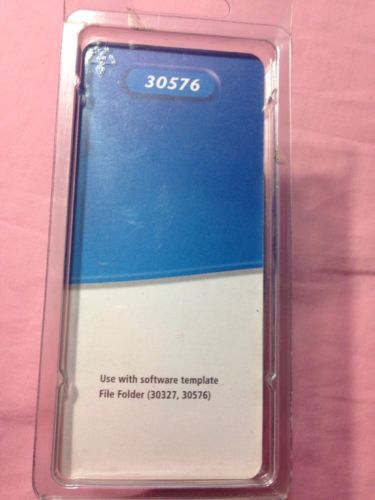 30576
Use with software template
File Folder (30327, 30576)